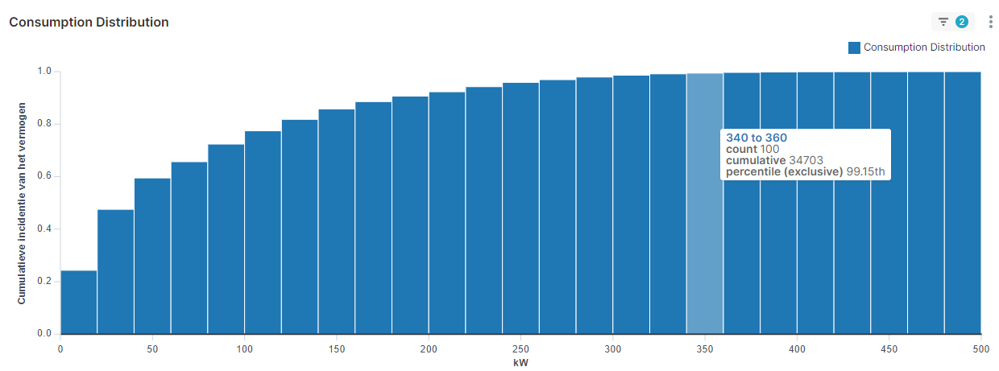 Consumption Distribution
2
Consumption Distribution
Cumulatieve incidentie van het vermogen
1.0
0.8
0.6
0.4
0.2
0.0
340 to 360
count 100
cumulative 34703
percentile (exclusive) 99.15th
0 50 100 150 200 250 300 350 400 450 500
kW